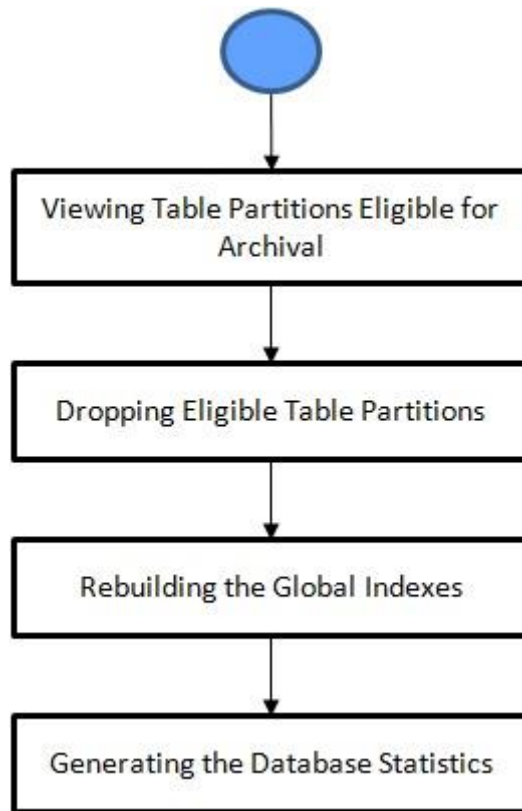 Viewing Table Partitions Eligible for
Archival
Dropping Eligible Table Partitions
Rebuilding the Global Indexes
Generating the Database Statistics